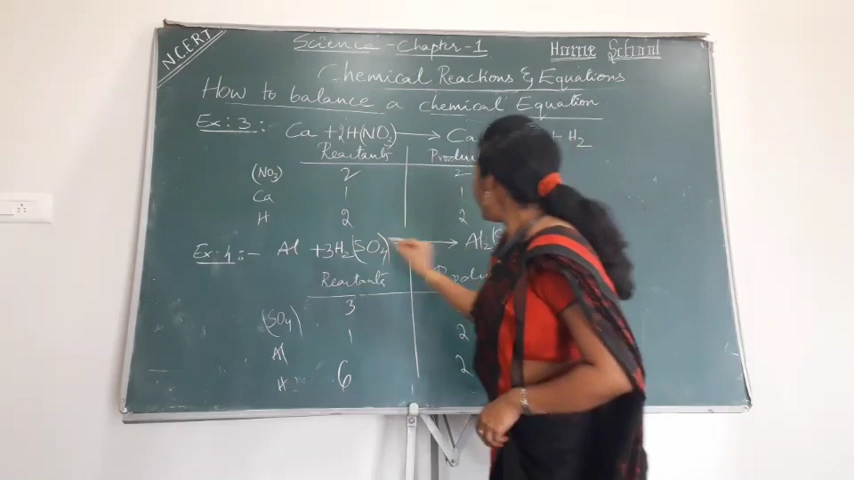 NCERT
Science - Chapter - 1
Home School
Chemical Reactions & Equations
How to balance a chemical Equation
Ex: 3 : Ca + 2H(NO3) → Ca + H2
Reactants
(NO3) 2 2
Ca 1 1
H 2 2
Ex: 4 :- Al + 3H2(SO4) → Al2(S
Reactants
(SO4) 3
Al 1 2
H 6 2